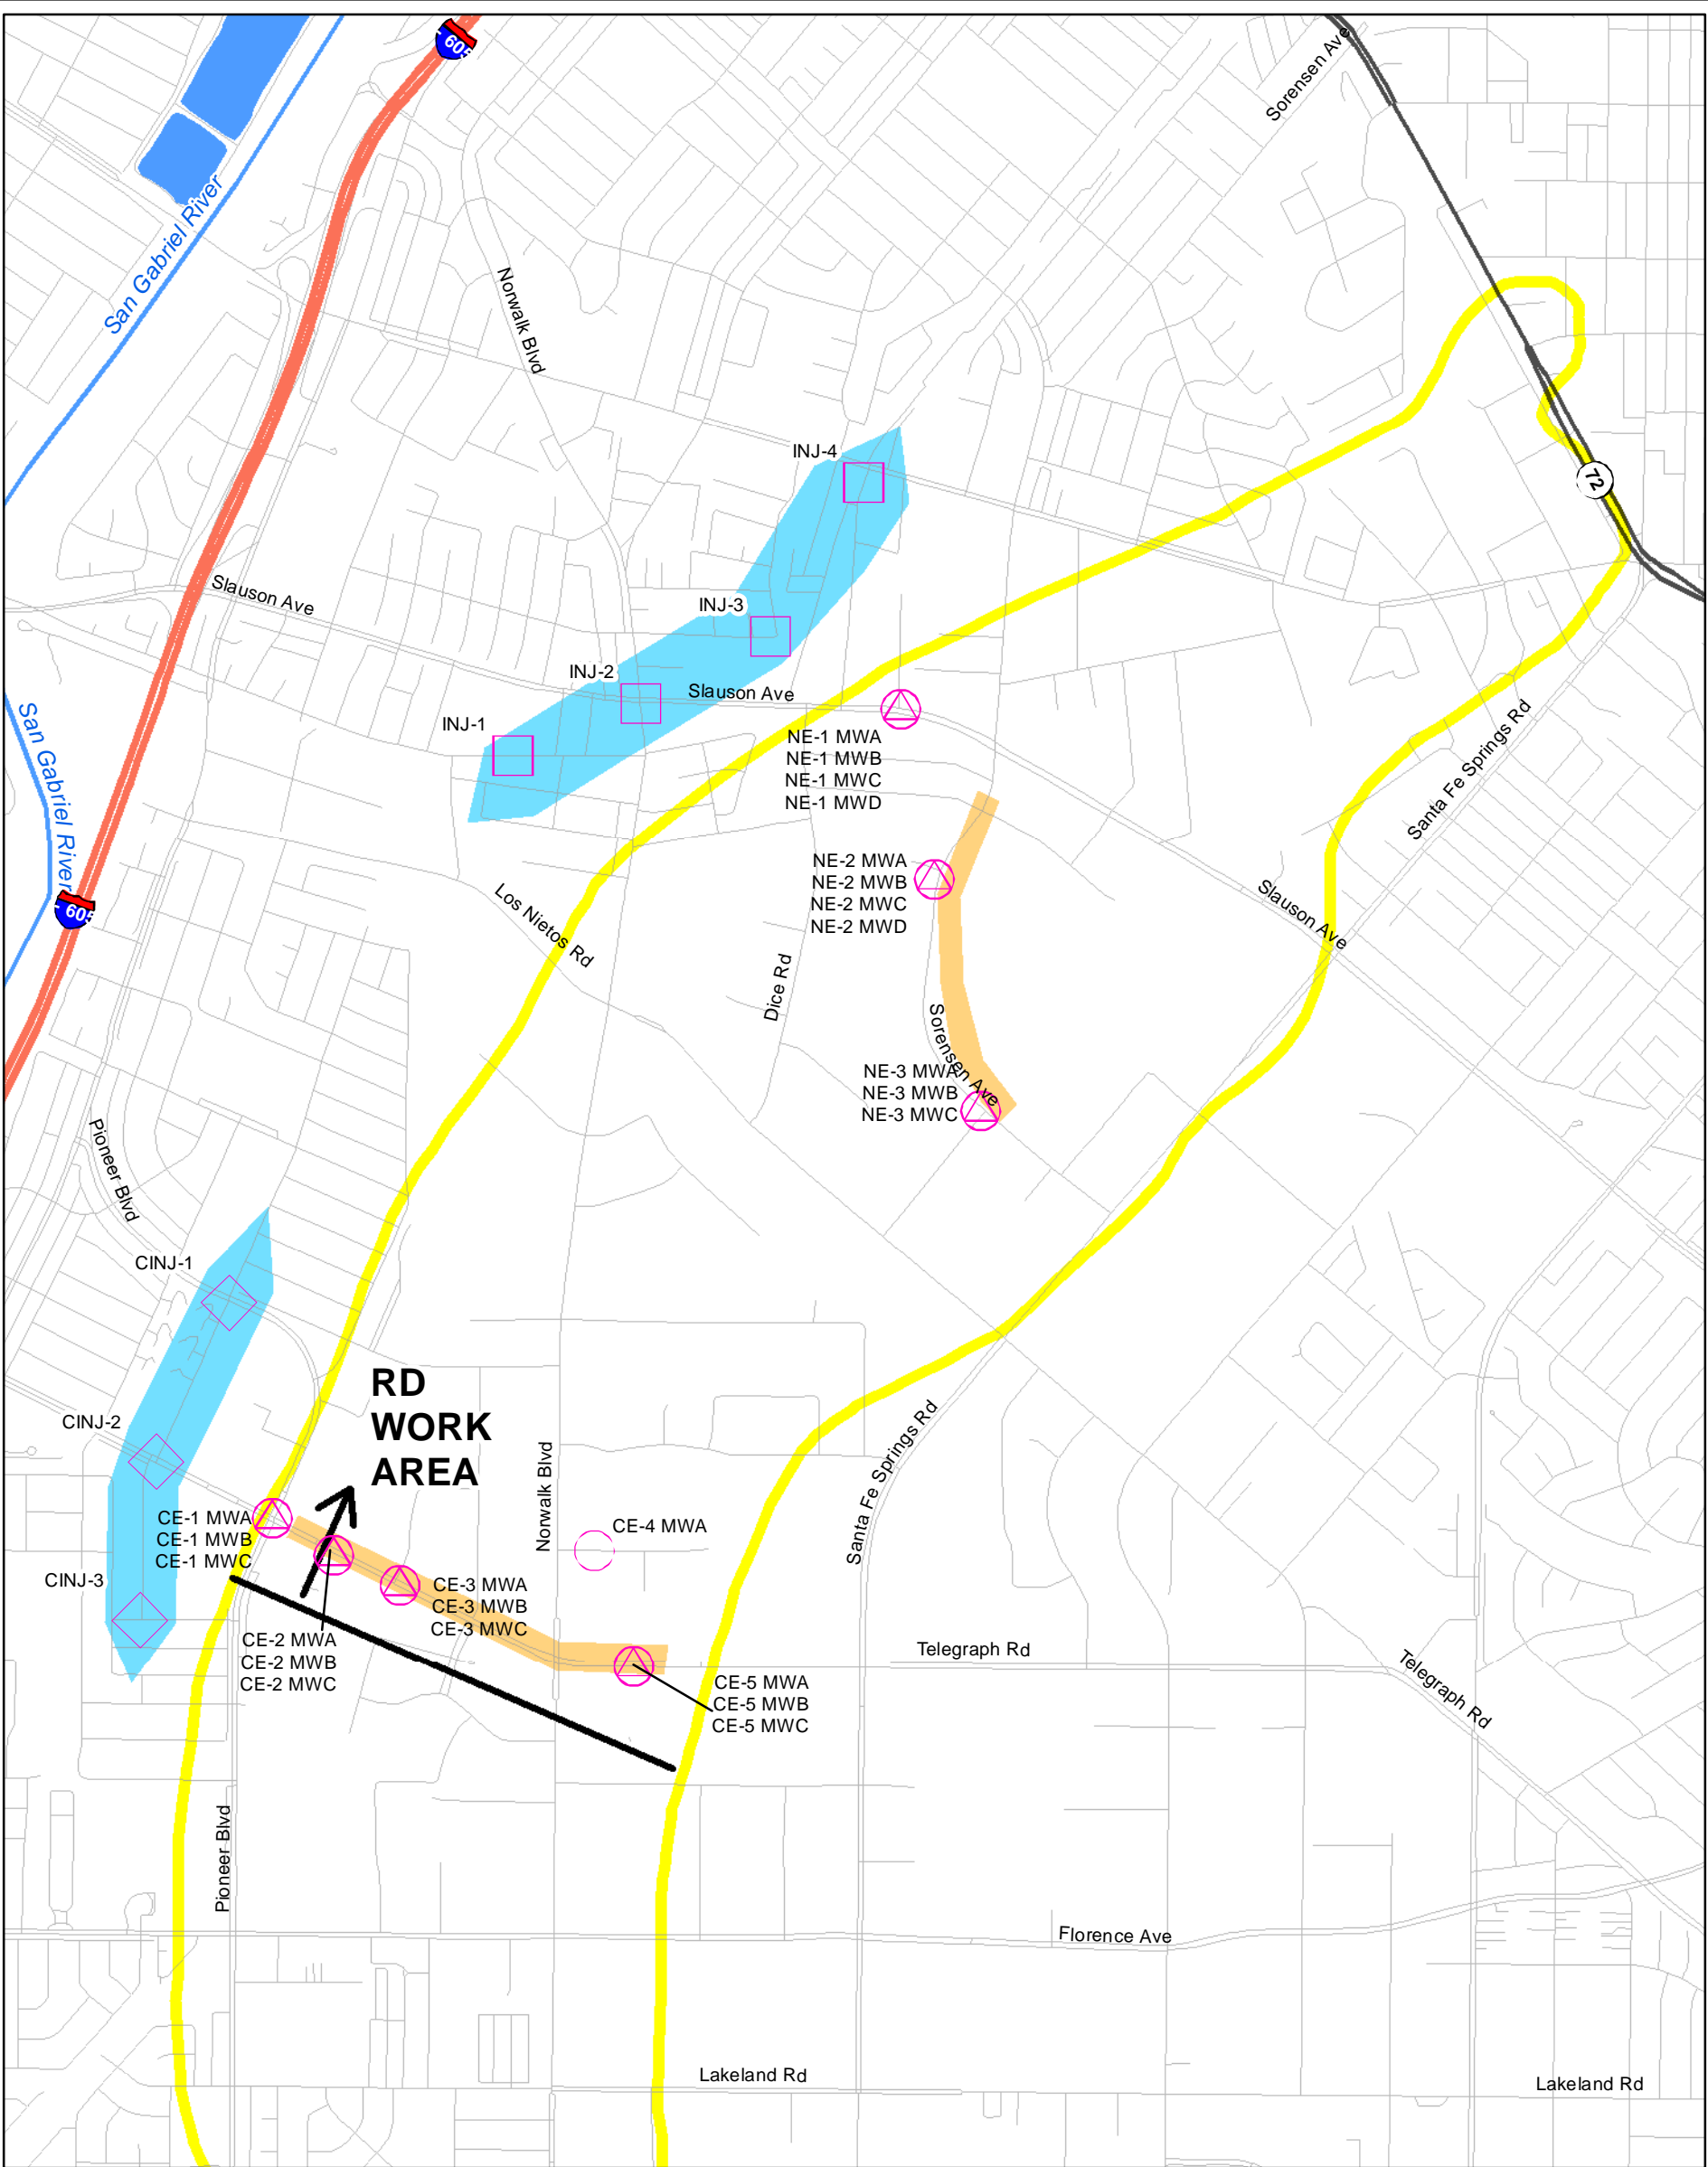 605
Sorensen Ave
San Gabriel River
Norwalk Blvd
INJ-4
72
Slauson Ave
INJ-3
INJ-2
Slauson Ave
INJ-1
San Gabriel River
NE-1 MWA
NE-1 MWB
NE-1 MWC
NE-1 MWD
Santa Fe Springs Rd
NE-2 MWA
NE-2 MWB
NE-2 MWC
NE-2 MWD
605
Los Nietos Rd
Slauson Ave
Dice Rd
Sorensen Ave
NE-3 MWA
NE-3 MWB
NE-3 MWC
Pioneer Blvd
CINJ-1
RD
WORK
AREA
CINJ-2
Norwalk Blvd
Santa Fe Springs Rd
CE-1 MWA
CE-1 MWB
CE-1 MWC
CE-4 MWA
CINJ-3
CE-3 MWA
CE-3 MWB
CE-3 MWC
CE-2 MWA
CE-2 MWB
CE-2 MWC
Telegraph Rd
Telegraph Rd
CE-5 MWA
CE-5 MWB
CE-5 MWC
Pioneer Blvd
Florence Ave
Lakeland Rd
Lakeland Rd